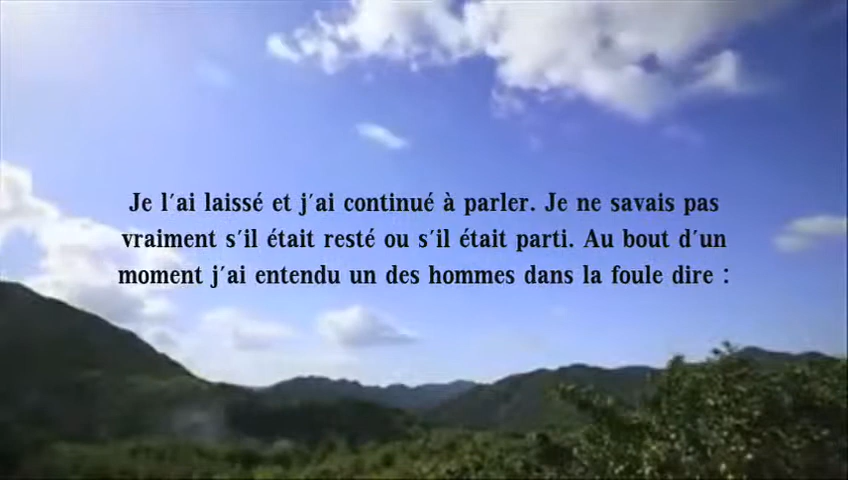 Je l'ai laissé et j'ai continué à parler. Je ne savais pas
vraiment s'il était resté ou s'il était parti. Au bout d'un
moment j'ai entendu un des hommes dans la foule dire :